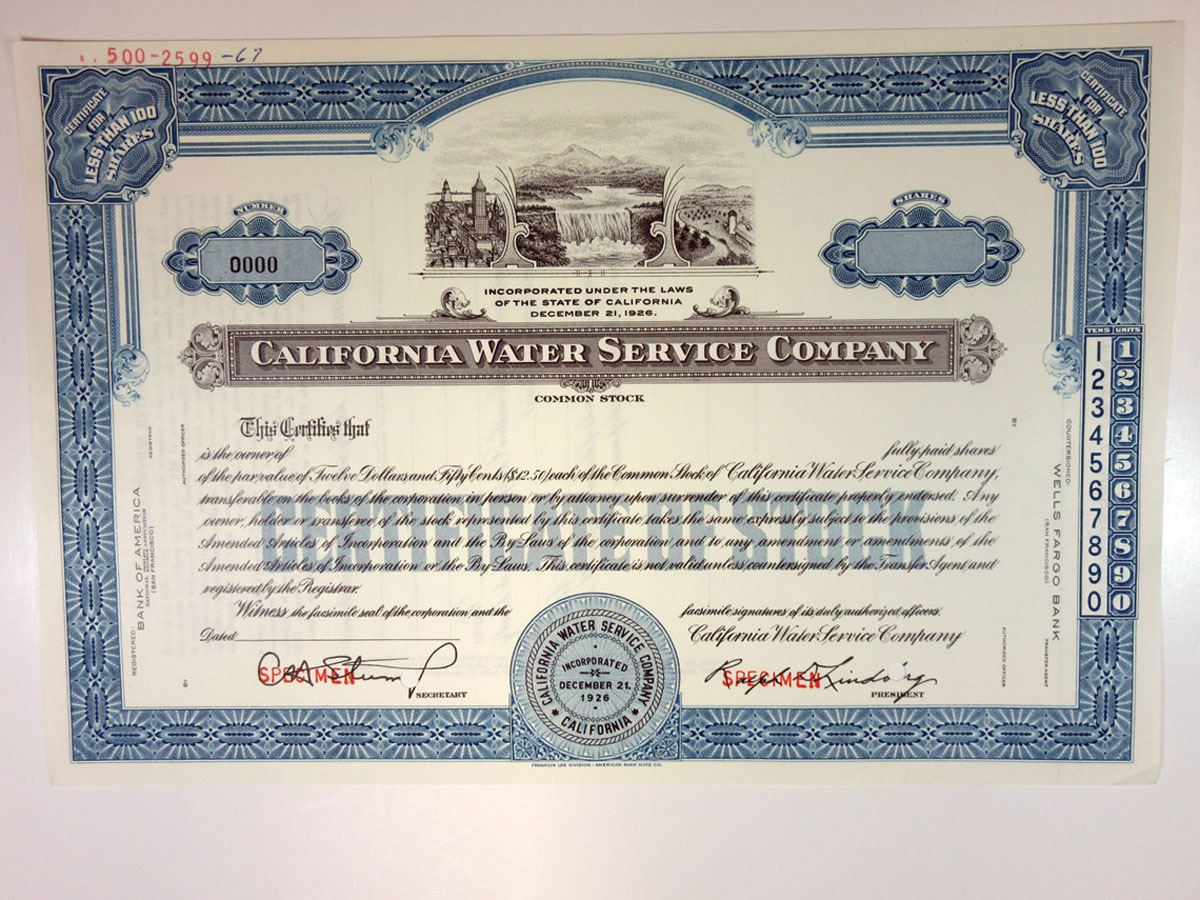 500-2599-67
CERTIFICATE
FOR
LESS THAN 100
SHARES
CERTIFICATE
FOR
LESS THAN 100
SHARES
NUMBER
0000
SHARES
INCORPORATED UNDER THE LAWS
OF THE STATE OF CALIFORNIA
DECEMBER 21, 1926.
CALIFORNIA WATER SERVICE COMPANY
COMMON STOCK
TENS UNITS
1 1
2 2
3 3
4 4
5 5
6 6
7 7
8 8
9 9
0 0
This Certifies that
is the owner of fully paid shares
of the par value of Twelve Dollars and Fifty Cents ($12.50) each of the Common Stock of California Water Service Company,
transferable on the books of the corporation in person or by attorney upon surrender of this certificate properly endorsed. Any
owner, holder or transferee of the stock represented by this certificate, takes the same expressly subject to the provisions of the
Amended Articles of Incorporation and the By-Laws of the corporation, and to any amendment or amendments, of the
Amended Articles of Incorporation or the By-Laws. This certificate is not valid unless countersigned by the Transfer Agent and
registered by the Registrar.
CERTIFICATE OF STOCK
Witness, the facsimile seal of the corporation, and the facsimile signatures of its duly authorized officers.
Dated California Water Service Company
SPECIMEN
SECRETARY
SPECIMEN
PRESIDENT
CALIFORNIA WATER SERVICE COMPANY
INCORPORATED
DECEMBER 21,
1926
CALIFORNIA
REGISTERED:
BANK OF AMERICA
NATIONAL TRUST AND SAVINGS ASSOCIATION
(SAN FRANCISCO)
REGISTRAR
BY
AUTHORIZED OFFICER
COUNTERSIGNED:
WELLS FARGO BANK
(SAN FRANCISCO)
TRANSFER AGENT
BY
AUTHORIZED OFFICER
FRANKLIN LEE DIVISION - AMERICAN BANK NOTE CO.